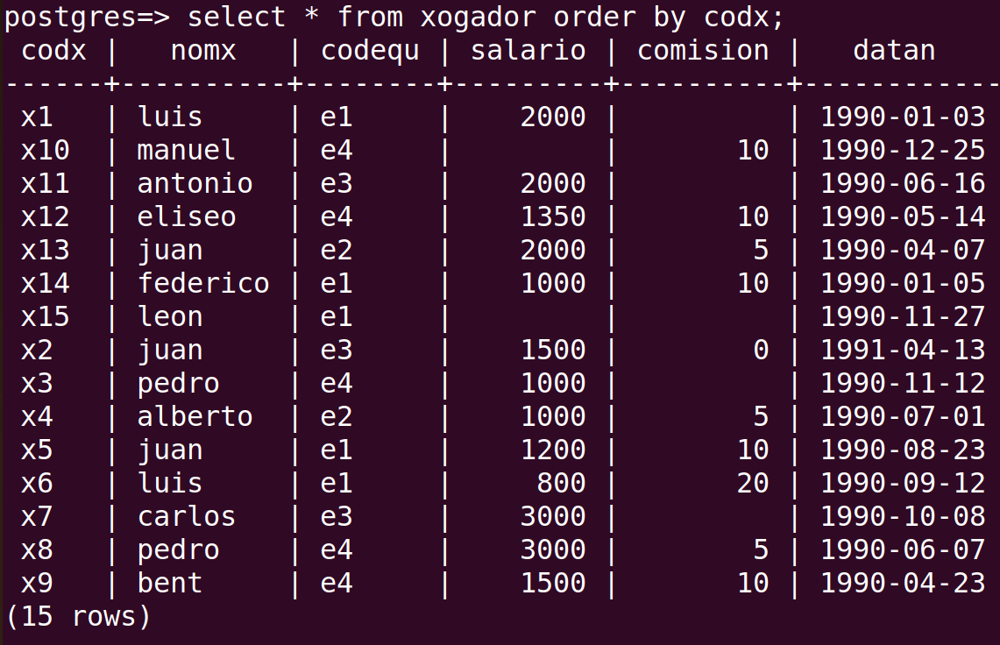 postgres=> select * from xogador order by codx;
 codx |   nomx   | codequ | salario | comision |   datan
------+----------+--------+---------+----------+------------
 x1   | luis     | e1     |    2000 |          | 1990-01-03
 x10  | manuel   | e4     |         |       10 | 1990-12-25
 x11  | antonio  | e3     |    2000 |          | 1990-06-16
 x12  | eliseo   | e4     |    1350 |       10 | 1990-05-14
 x13  | juan     | e2     |    2000 |        5 | 1990-04-07
 x14  | federico | e1     |    1000 |       10 | 1990-01-05
 x15  | leon     | e1     |         |          | 1990-11-27
 x2   | juan     | e3     |    1500 |        0 | 1991-04-13
 x3   | pedro    | e4     |    1000 |          | 1990-11-12
 x4   | alberto  | e2     |    1000 |        5 | 1990-07-01
 x5   | juan     | e1     |    1200 |       10 | 1990-08-23
 x6   | luis     | e1     |     800 |       20 | 1990-09-12
 x7   | carlos   | e3     |    3000 |          | 1990-10-08
 x8   | pedro    | e4     |    3000 |        5 | 1990-06-07
 x9   | bent     | e4     |    1500 |       10 | 1990-04-23
(15 rows)